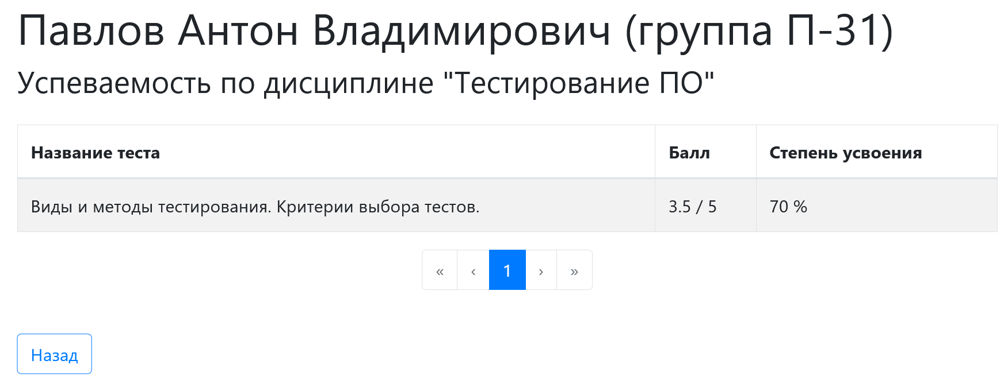 Павлов Антон Владимирович (группа П-31)
Успеваемость по дисциплине "Тестирование ПО"
Название теста Балл Степень усвоения
Виды и методы тестирования. Критерии выбора тестов. 3.5 / 5 70 %
« ‹ 1 › »
Назад